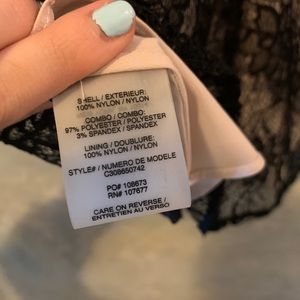 SHELL / EXTERIEUR:
100% NYLON / NYLON
COMBO / COMBO:
97% POLYESTER / POLYESTER
3% SPANDEX / SPANDEX
LINING / DOUBLURE:
100% NYLON / NYLON
STYLE# / NUMERO DE MODELE
C308650742
PO# 108673
RN# 107677
CARE ON REVERSE /
ENTRETIEN AU VERSO